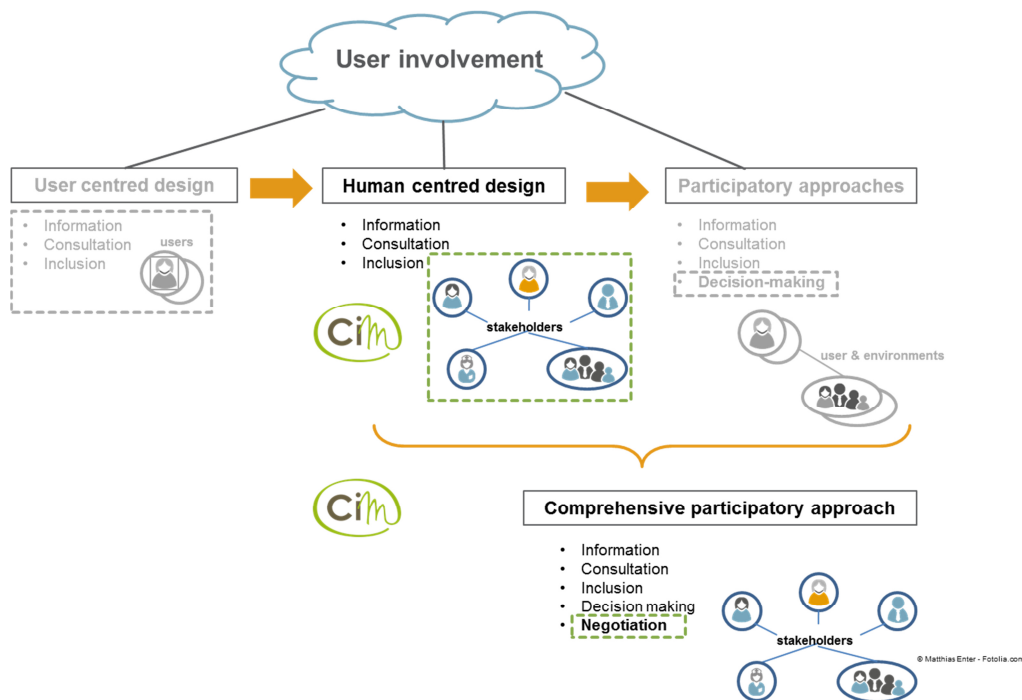 User involvement
User centred design
Human centred design
Participatory approaches
• Information
• Consultation
• Inclusion
users
• Information
• Consultation
• Inclusion
stakeholders
• Information
• Consultation
• Inclusion
• Decision-making
user & environments
Cim
Cim
Comprehensive participatory approach
• Information
• Consultation
• Inclusion
• Decision making
• Negotiation
stakeholders
© Matthias Enter - Fotolia.com